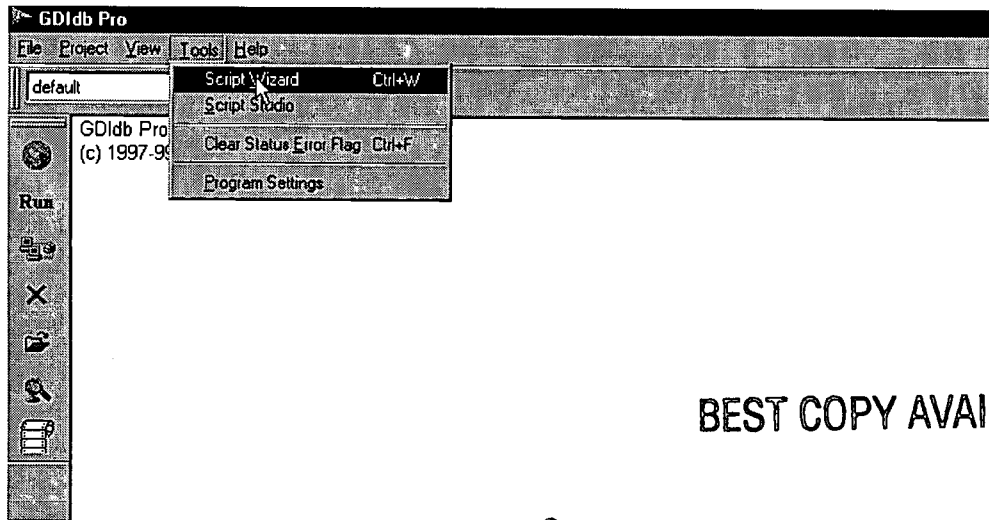 GDIdb Pro
File Project View Tools Help
default
Script Wizard Ctrl+W
Script Studio
Clear Status Error Flag Ctrl+F
Program Settings
GDIdb Pro
(c) 1997-99
Run
BEST COPY AVAI